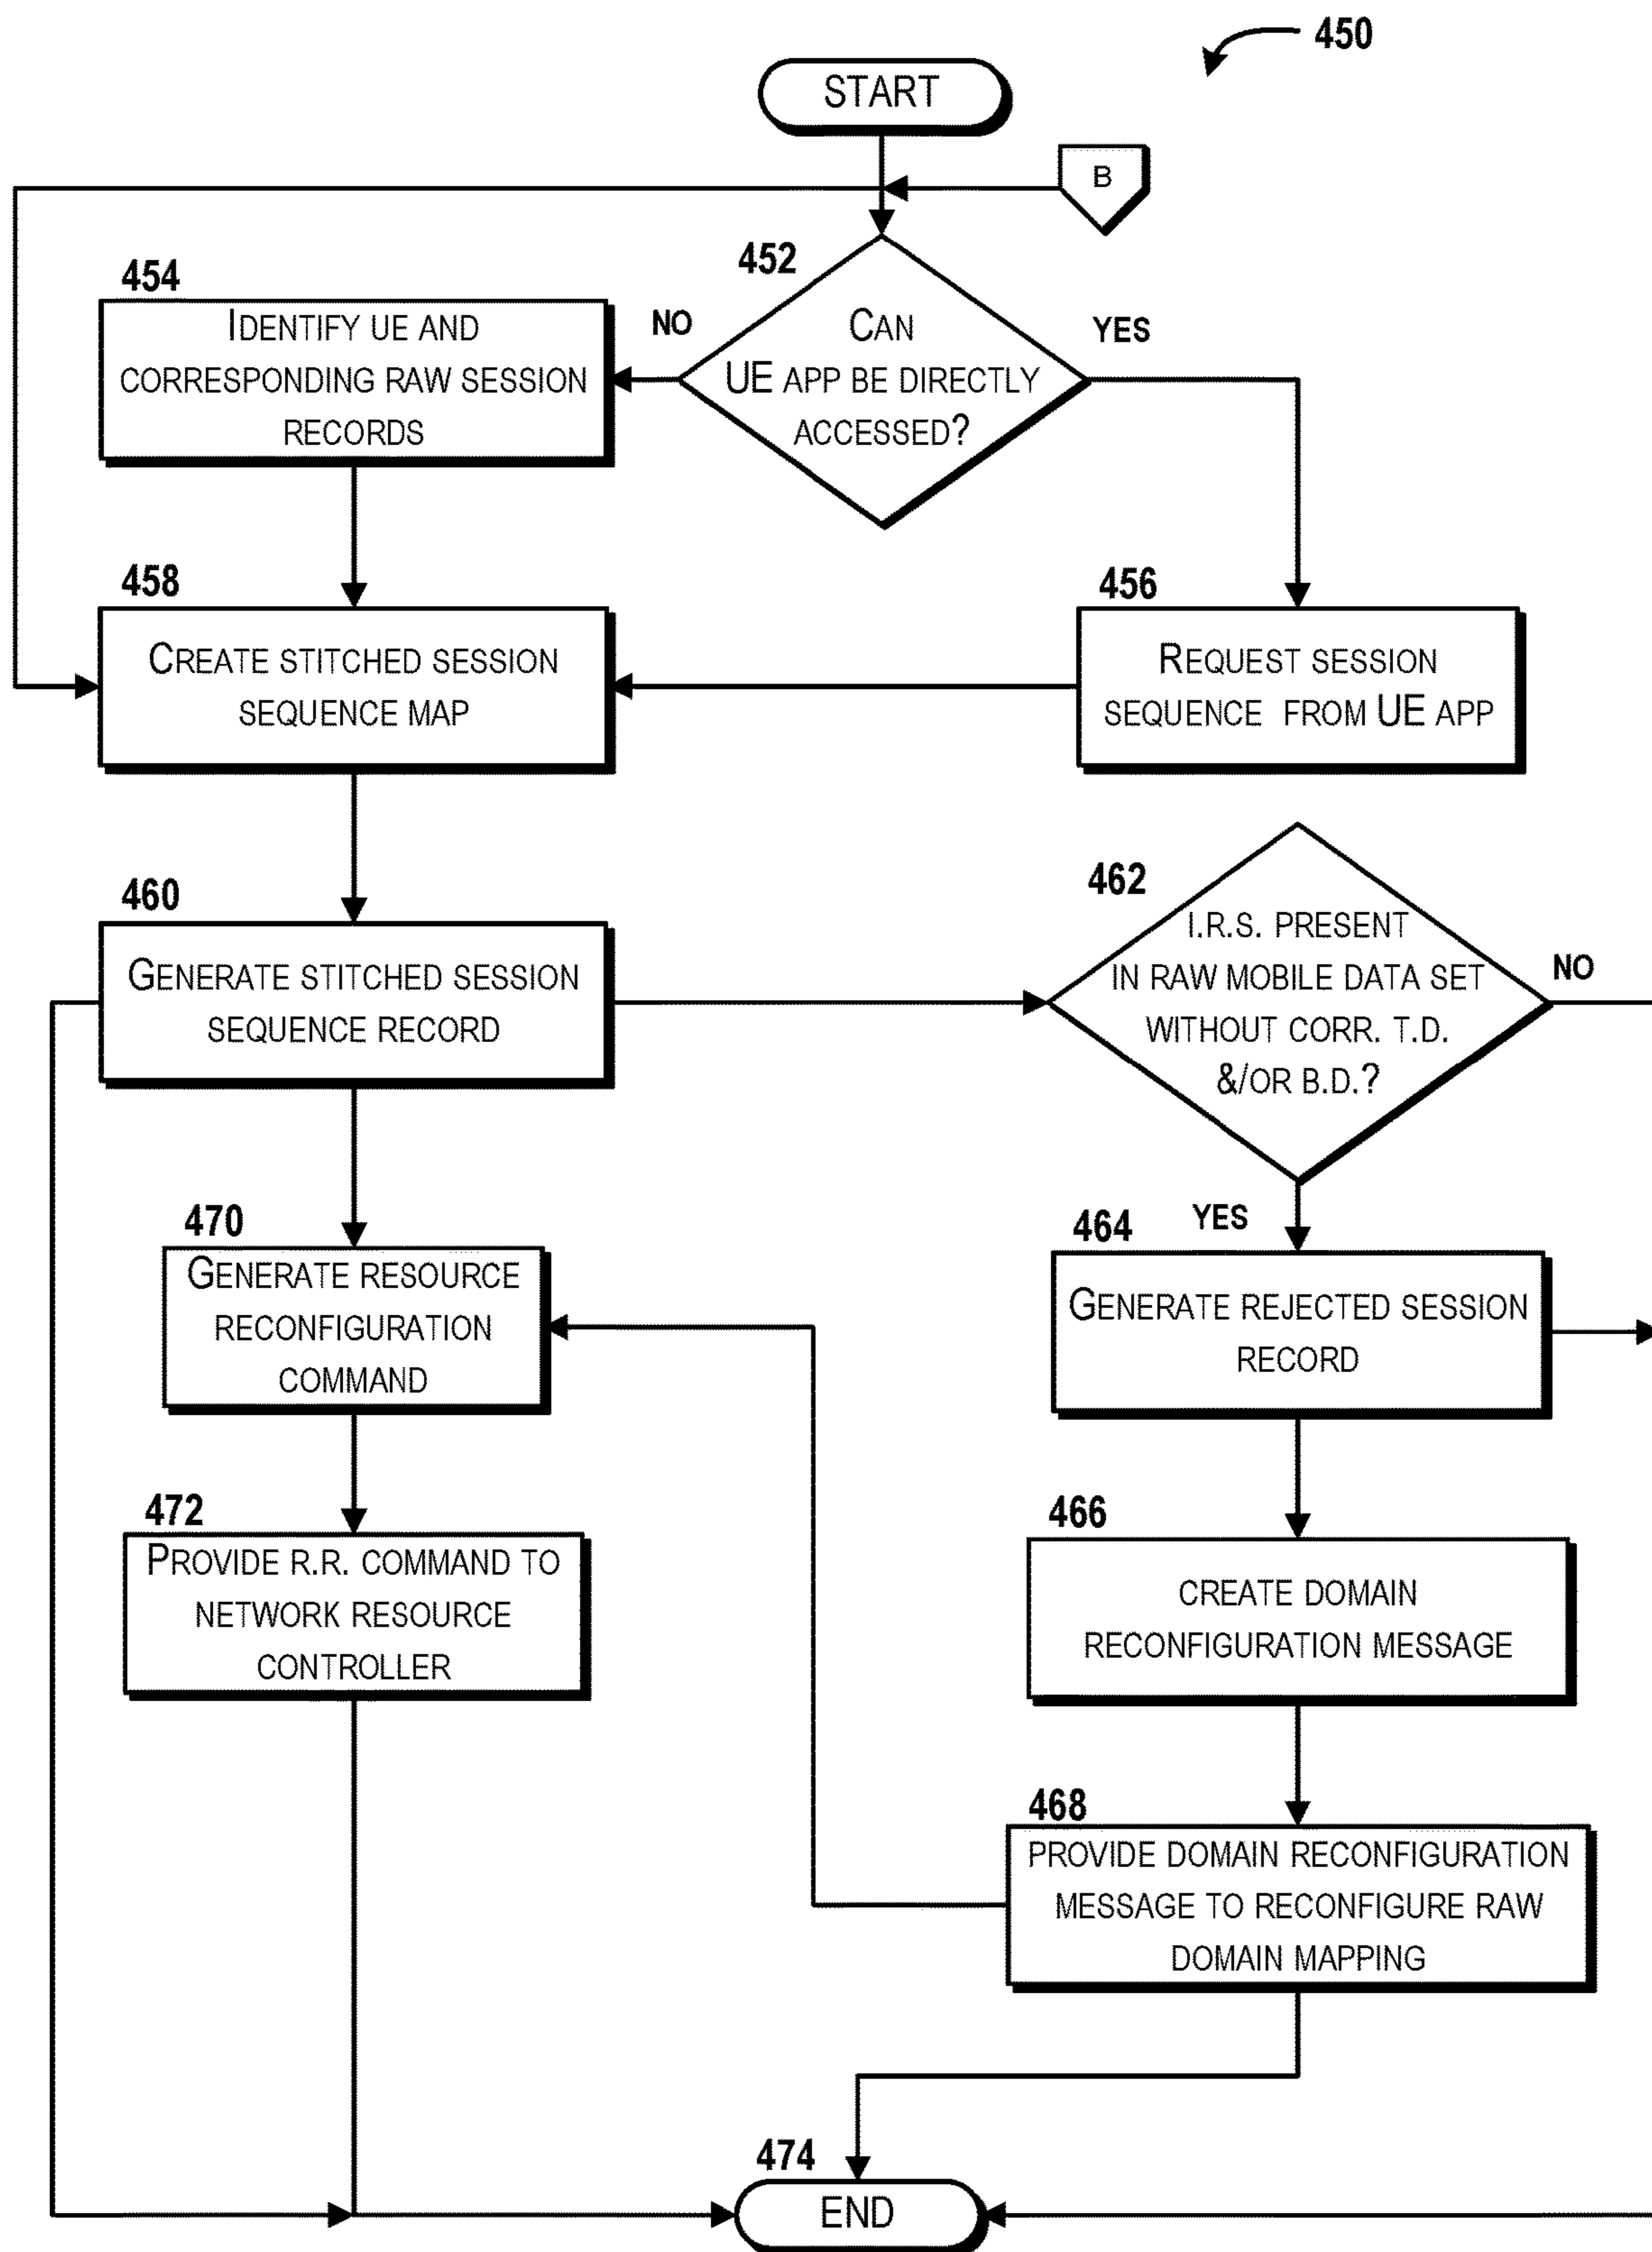 450
START
B
452
CAN
UE APP BE DIRECTLY
ACCESSED?
NO
YES
454
IDENTIFY UE AND
CORRESPONDING RAW SESSION
RECORDS
458
CREATE STITCHED SESSION
SEQUENCE MAP
456
REQUEST SESSION
SEQUENCE FROM UE APP
460
GENERATE STITCHED SESSION
SEQUENCE RECORD
462
I.R.S. PRESENT
IN RAW MOBILE DATA SET
WITHOUT CORR. T.D.
&/OR B.D.?
NO
YES
470
GENERATE RESOURCE
RECONFIGURATION
COMMAND
464
GENERATE REJECTED SESSION
RECORD
472
PROVIDE R.R. COMMAND TO
NETWORK RESOURCE
CONTROLLER
466
CREATE DOMAIN
RECONFIGURATION MESSAGE
468
PROVIDE DOMAIN RECONFIGURATION
MESSAGE TO RECONFIGURE RAW
DOMAIN MAPPING
474
END